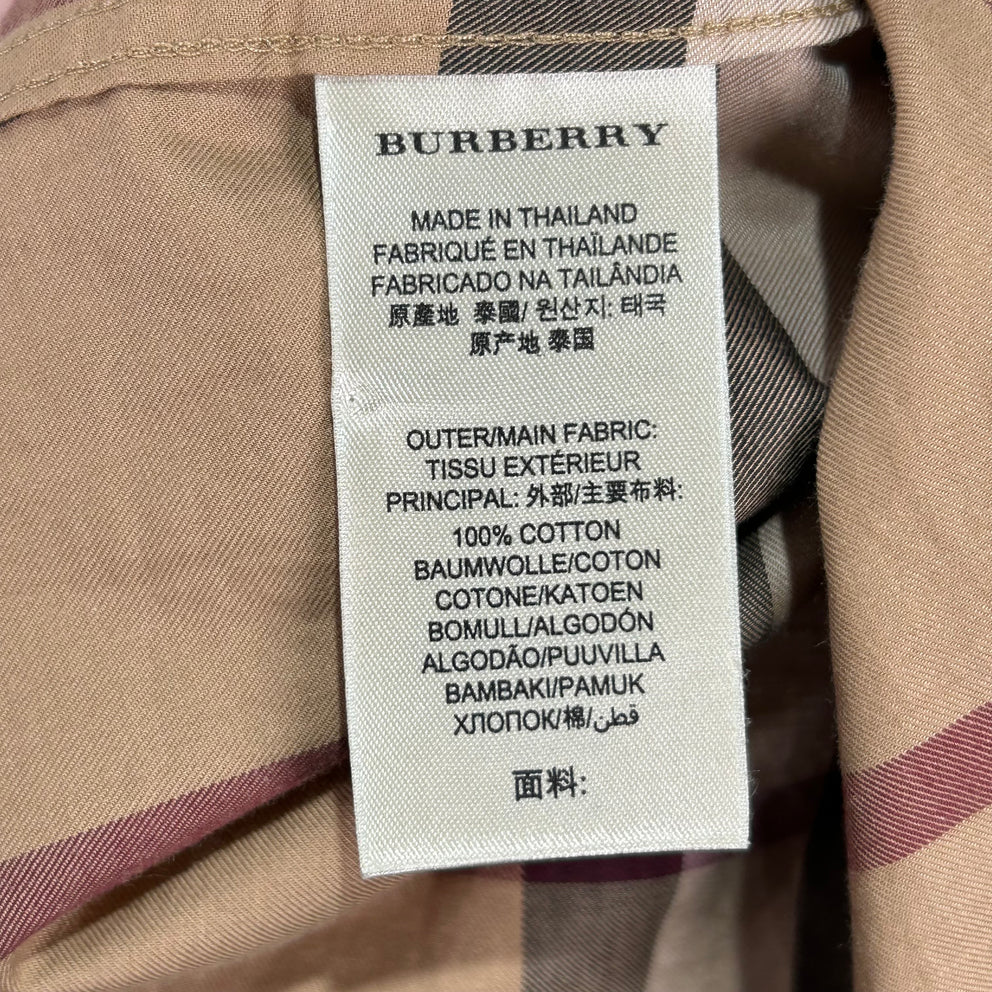 BURBERRY
MADE IN THAILAND
FABRIQUÉ EN THAÏLANDE
FABRICADO NA TAILÂNDIA
原產地 泰國/ 원산지: 태국
原产地 泰国
OUTER/MAIN FABRIC:
TISSU EXTÉRIEUR
PRINCIPAL: 外部/主要布料:
100% COTTON
BAUMWOLLE/COTON
COTONE/KATOEN
BOMULL/ALGODÓN
ALGODÃO/PUUVILLA
BAMBAKI/PAMUK
ХЛОПОК/棉/قطن
面料: